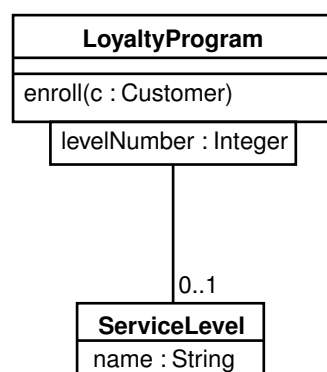 LoyaltyProgram
enroll(c : Customer)
levelNumber : Integer
0..1
ServiceLevel
name : String